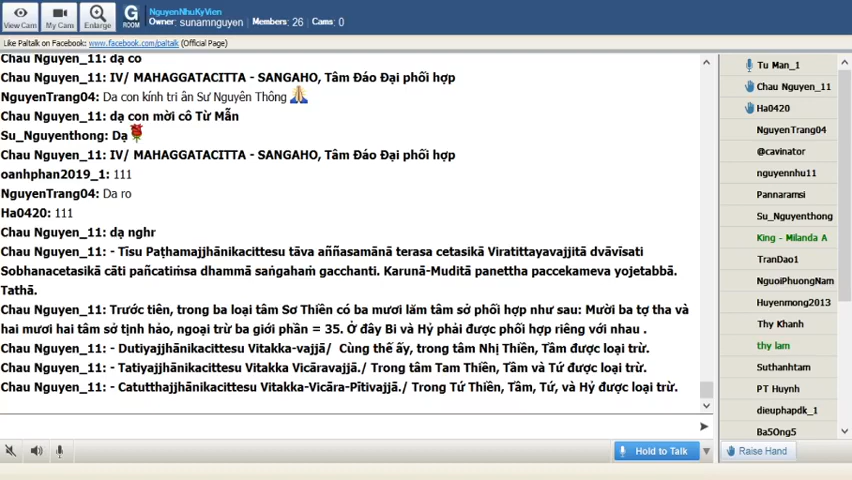 NguyenNhuKyVien
Owner: sunamnguyen , Members: 26 Cams: 0
View Cam
My Cam
Enlarge
G
ROOM
Like Paltalk on Facebook: www.facebook.com/paltalk (Official Page)
Chau Nguyen_11: dạ co
Chau Nguyen_11: IV/ MAHAGGATACITTA - SANGAHO, Tâm Đáo Đại phối hợp
NguyenTrang04: Da con kính tri ân Sư Nguyên Thông
Chau Nguyen_11: dạ con mời cô Từ Mẫn
Su_Nguyenthong: Dạ
Chau Nguyen_11: IV/ MAHAGGATACITTA - SANGAHO, Tâm Đáo Đại phối hợp
oanhphan2019_1: 111
NguyenTrang04: Da ro
Ha0420: 111
Chau Nguyen_11: dạ nghr
Chau Nguyen_11: - Tīsu Paṭhamajjhānikacittesu tāva aññasamānā terasa cetasikā Viratittayavajjitā dvāvīsati
Sobhanacetasikā cāti pañcatiṁsa dhammā saṅgahaṁ gacchanti. Karunā-Muditā panettha paccekameva yojetabbā.
Tathā.
Chau Nguyen_11: Trước tiên, trong ba loại tâm Sơ Thiền có ba mươi lăm tâm sở phối hợp như sau: Mười ba tợ tha và
hai mươi hai tâm sở tịnh hảo, ngoại trừ ba giới phần = 35. Ở đây Bi và Hỷ phải được phối hợp riêng với nhau .
Chau Nguyen_11: - Dutiyajjhānikacittesu Vitakka-vajjā/ Cùng thế ấy, trong tâm Nhị Thiền, Tầm được loại trừ.
Chau Nguyen_11: - Tatiyajjhānikacittesu Vitakka Vicāravajjā./ Trong tâm Tam Thiền, Tầm và Tứ được loại trừ.
Chau Nguyen_11: - Catutthajjhānikacittesu Vitakka-Vicāra-Pītivajjā./ Trong Tứ Thiền, Tầm, Tứ, và Hỷ được loại trừ.
Hold to Talk
Tu Man_1
Chau Nguyen_11
Ha0420
NguyenTrang04
@cavinator
nguyennhu11
Pannaramsi
Su_Nguyenthong
King - Milanda A
TranDao1
NguoiPhuongNam
Huyenmong2013
Thy Khanh
thy lam
Suthanhtam
PT Huynh
dieuphapdk_1
Ba5Ong5
Raise Hand